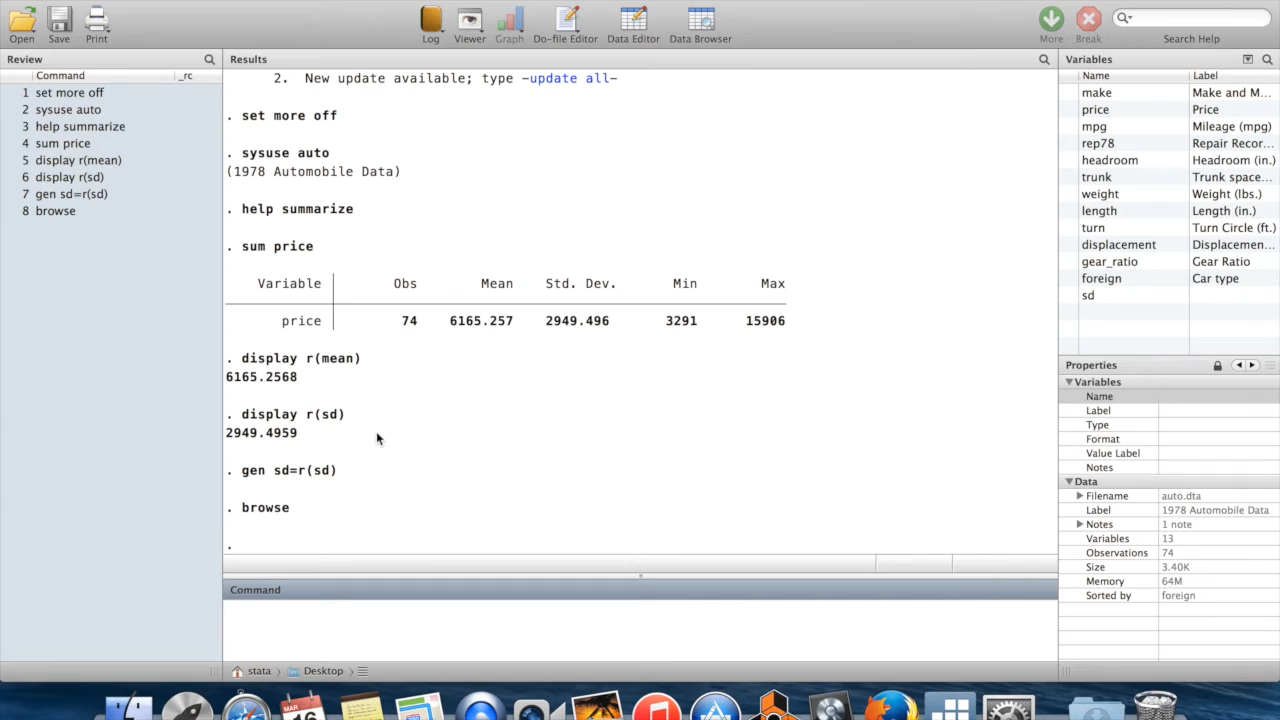 Open Save Print Log Viewer Graph Do-file Editor Data Editor Data Browser More Break Search Help
Review
Command _rc
1 set more off
2 sysuse auto
3 help summarize
4 sum price
5 display r(mean)
6 display r(sd)
7 gen sd=r(sd)
8 browse
Results
2. New update available; type -update all-
. set more off
. sysuse auto
(1978 Automobile Data)
. help summarize
. sum price
Variable Obs Mean Std. Dev. Min Max
price 74 6165.257 2949.496 3291 15906
. display r(mean)
6165.2568
. display r(sd)
2949.4959
. gen sd=r(sd)
. browse
.
Command
stata Desktop
Variables
Name Label
make Make and M...
price Price
mpg Mileage (mpg)
rep78 Repair Recor...
headroom Headroom (in.)
trunk Trunk space...
weight Weight (lbs.)
length Length (in.)
turn Turn Circle (ft.)
displacement Displacemen...
gear_ratio Gear Ratio
foreign Car type
sd
Properties
Variables
Name
Label
Type
Format
Value Label
Notes
Data
Filename auto.dta
Label 1978 Automobile Data
Notes 1 note
Variables 13
Observations 74
Size 3.40K
Memory 64M
Sorted by foreign
MAR
16